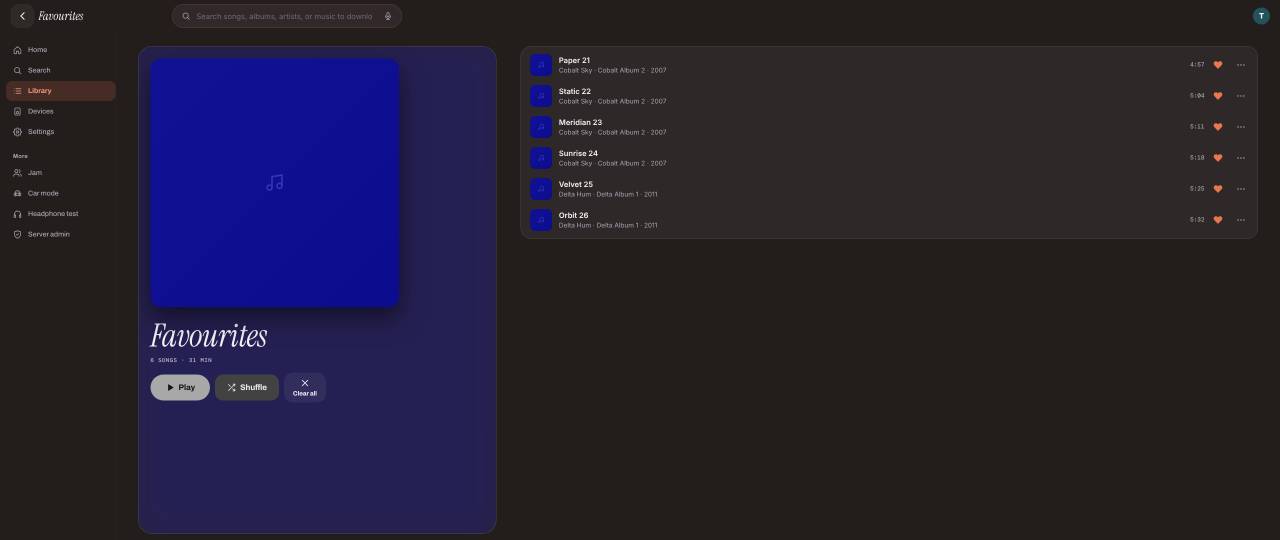 Favourites
Search songs, albums, artists, or music to downlo
T
Home
Search
Library
Devices
Settings
More
Jam
Car mode
Headphone test
Server admin
Favourites
6 SONGS · 31 MIN
Play
Shuffle
Clear all
Paper 21
Cobalt Sky · Cobalt Album 2 · 2007
4:57
Static 22
Cobalt Sky · Cobalt Album 2 · 2007
5:04
Meridian 23
Cobalt Sky · Cobalt Album 2 · 2007
5:11
Sunrise 24
Cobalt Sky · Cobalt Album 2 · 2007
5:18
Velvet 25
Delta Hum · Delta Album 1 · 2011
5:25
Orbit 26
Delta Hum · Delta Album 1 · 2011
5:32